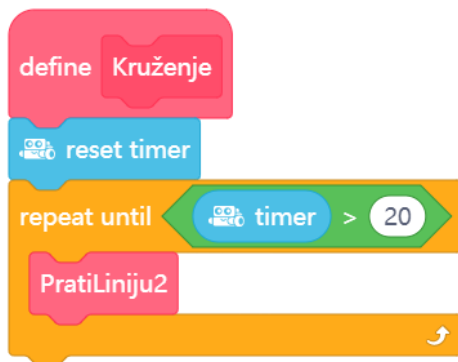 define Kruženje
reset timer
repeat until timer > 20
PratiLiniju2